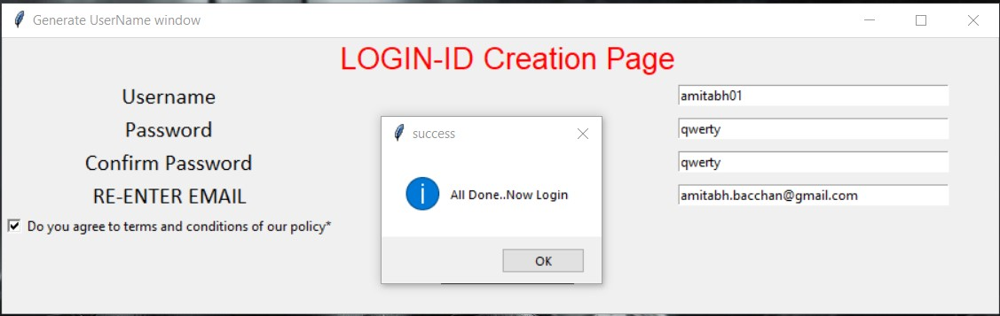 Generate UserName window
LOGIN-ID Creation Page
Username amitabh01
Password qwerty
Confirm Password qwerty
RE-ENTER EMAIL amitabh.bacchan@gmail.com
Do you agree to terms and conditions of our policy*
success
All Done..Now Login
OK